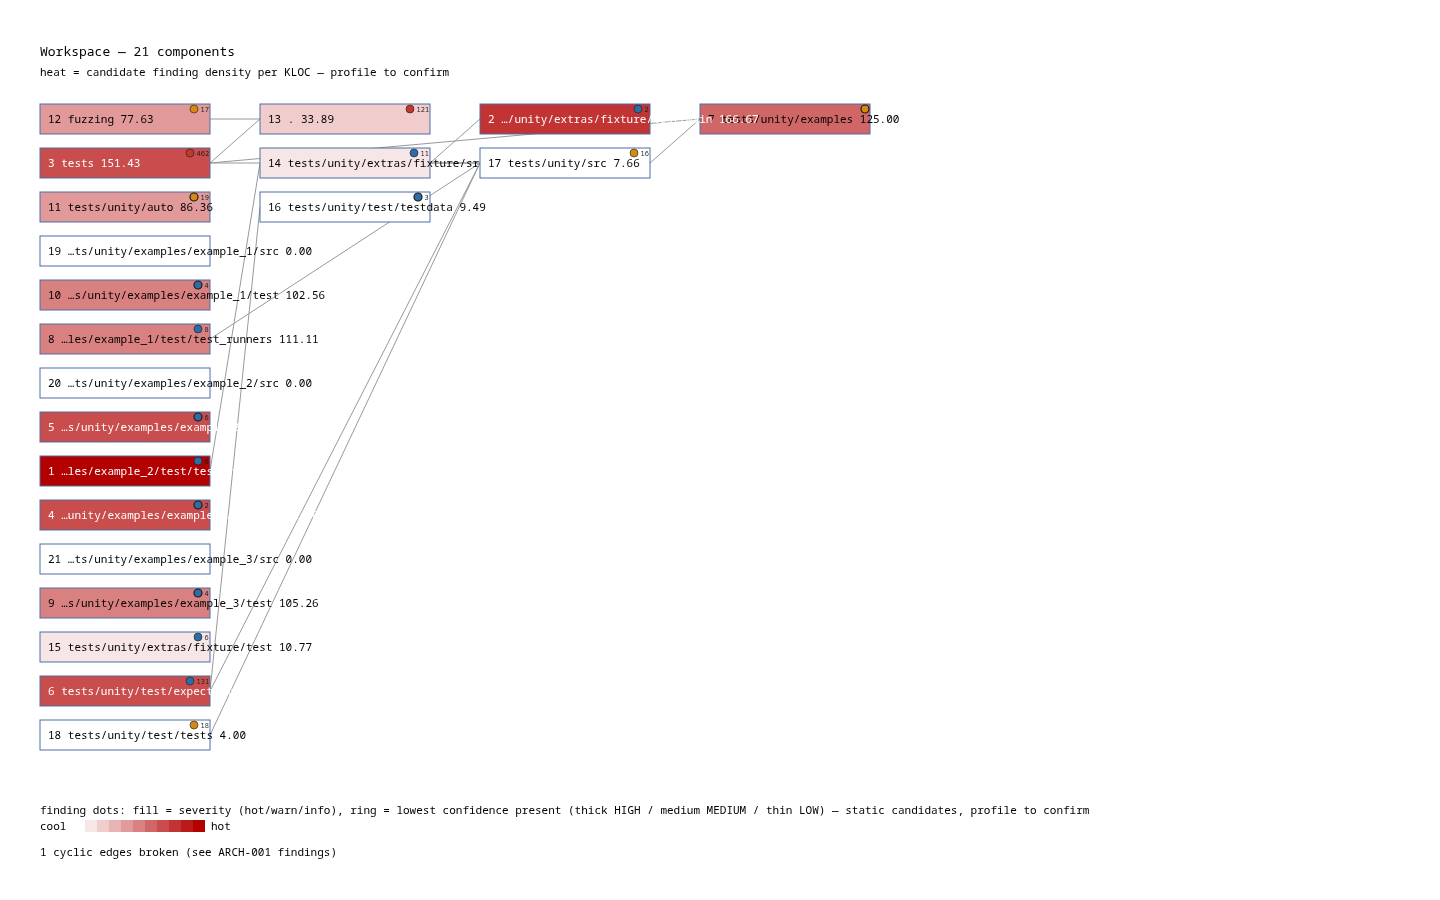 Workspace — 21 components
heat = candidate finding density per KLOC — profile to confirm
12 fuzzing 77.63
17
13 . 33.89
121
2 …/unity/extras/fixture/
2
7
/unity/examples 125.00
3 tests 151.43
462
14 tests/unity/extras/fixture/sr
11
17 tests/unity/src 7.66
16
11 tests/unity/auto 86.36
19
16 tests/unity/test/testdata 9.49
3
19 …ts/unity/examples/example_1/src 0.00
10 …s/unity/examples/example_1/test 102.56
4
8 …les/example_1/test/test_runners 111.11
8
20 …ts/unity/examples/example_2/src 0.00
5 …s/unity/examples/examp
6
1 …les/example_2/test/tes
4 …unity/examples/example
2
21 …ts/unity/examples/example_3/src 0.00
9 …s/unity/examples/example_3/test 105.26
4
15 tests/unity/extras/fixture/test 10.77
6
6 tests/unity/test/expect
131
18 tests/unity/test/tests 4.00
18
finding dots: fill = severity (hot/warn/info), ring = lowest confidence present (thick HIGH / medium MEDIUM / thin LOW) — static candidates, profile to confirm
cool hot
1 cyclic edges broken (see ARCH-001 findings)